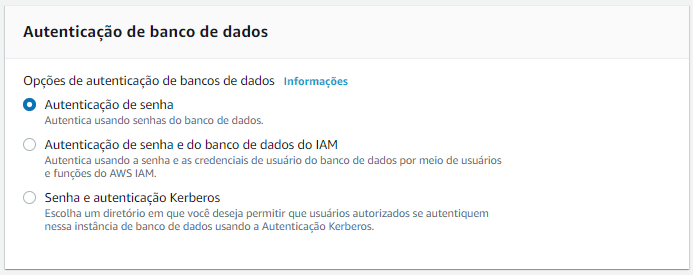 Autenticação de banco de dados
Opções de autenticação de bancos de dados Informações
Autenticação de senha
Autentica usando senhas do banco de dados.
Autenticação de senha e do banco de dados do IAM
Autentica usando a senha e as credenciais de usuário do banco de dados por meio de usuários
e funções do AWS IAM.
Senha e autenticação Kerberos
Escolha um diretório em que você deseja permitir que usuários autorizados se autentiquem
nessa instância de banco de dados usando a Autenticação Kerberos.